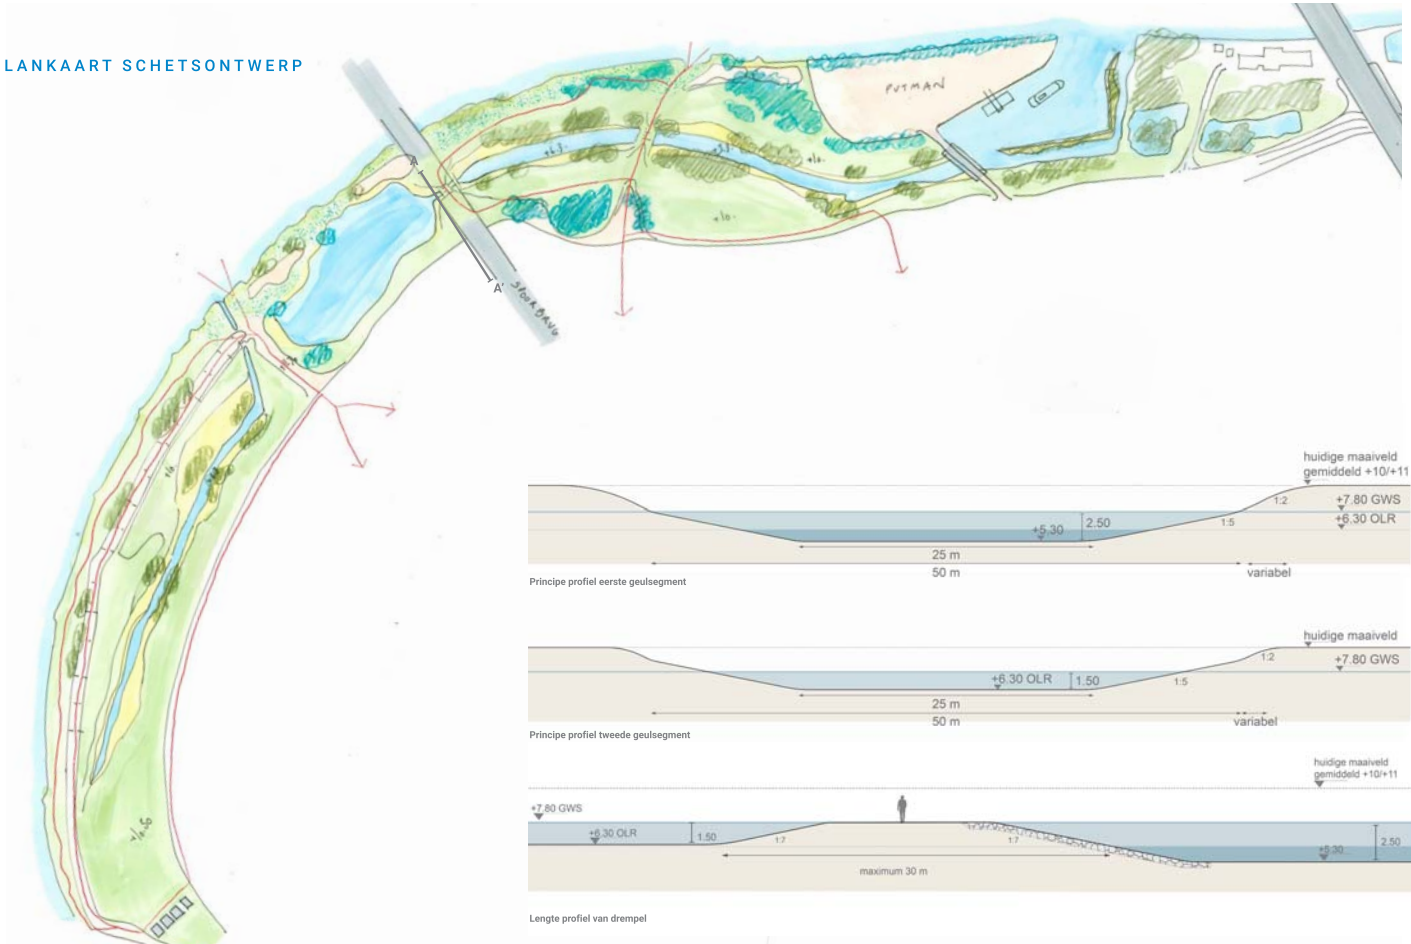 LANKAART SCHETSONTWERP
PUTMAN
A
A'
SPOORBRUG
+6.3
+10.
+10.
huidige maaiveld
gemiddeld +10/+11
1:2
+7.80 GWS
+6.30 OLR
2.50
+5.30
1:5
25 m
50 m
variabel
Principe profiel eerste geulsegment
huidige maaiveld
1:2
+7.80 GWS
+6.30 OLR
1.50
1:5
25 m
50 m
variabel
Principe profiel tweede geulsegment
huidige maaiveld
gemiddeld +10/+11
+7.80 GWS
+6.30 OLR
1.50
1:7
1:7
+5.30
2.50
maximum 30 m
Lengte profiel van drempel